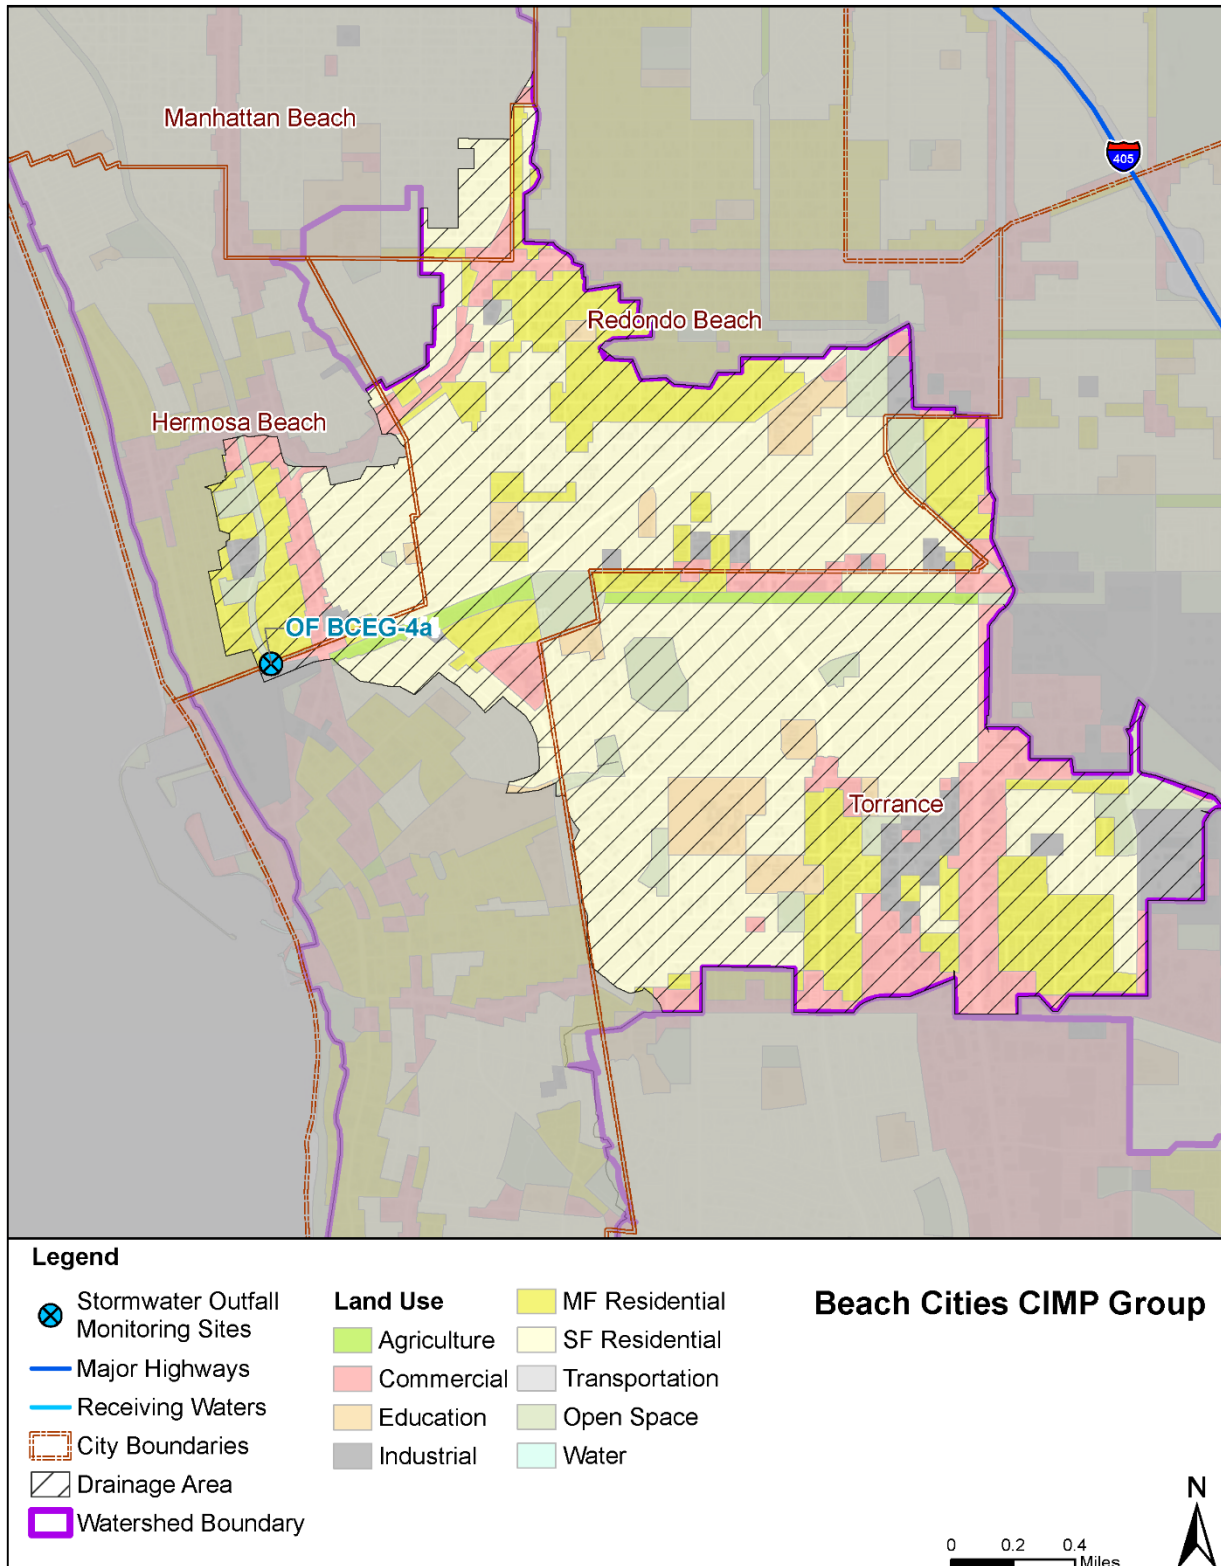 Manhattan Beach
405
Redondo Beach
Hermosa Beach
OF BCEG-4a
Torrance
Legend
Stormwater Outfall
Monitoring Sites
Major Highways
Receiving Waters
City Boundaries
Drainage Area
Watershed Boundary
Land Use
Agriculture
Commercial
Education
Industrial
MF Residential
SF Residential
Transportation
Open Space
Water
Beach Cities CIMP Group
N
0 0.2 0.4
Miles